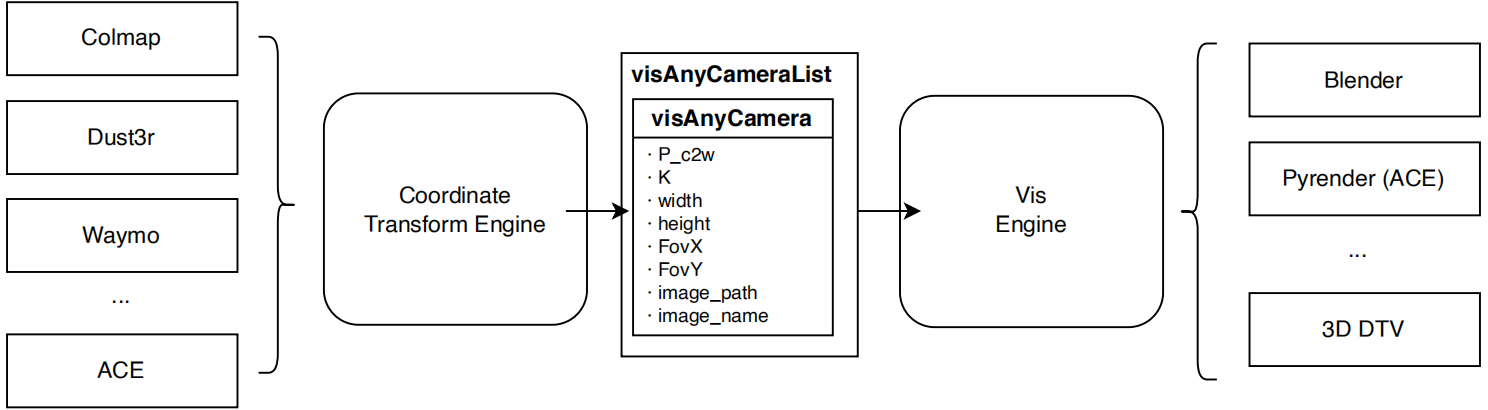 Colmap
Dust3r
Waymo
...
ACE
Coordinate
Transform Engine
visAnyCameraList
visAnyCamera
· P_c2w
· K
· width
· height
· FovX
· FovY
· image_path
· image_name
Vis
Engine
Blender
Pyrender (ACE)
...
3D DTV